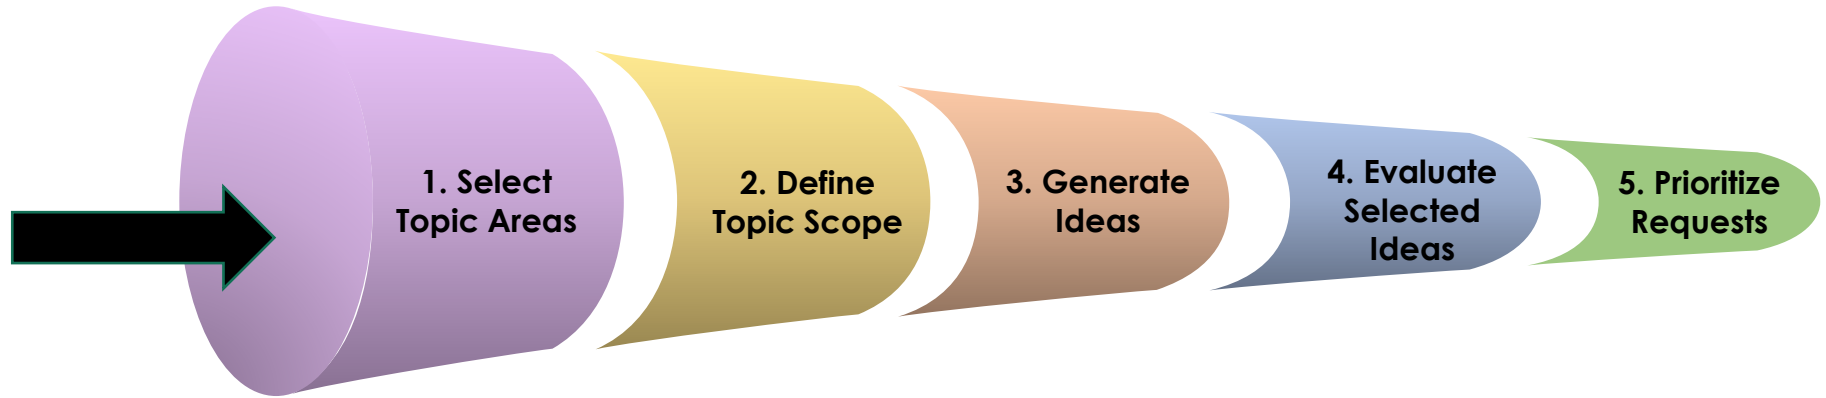 1. Select
Topic Areas
2. Define
Topic Scope
3. Generate
Ideas
4. Evaluate
Selected
Ideas
5. Prioritize
Requests